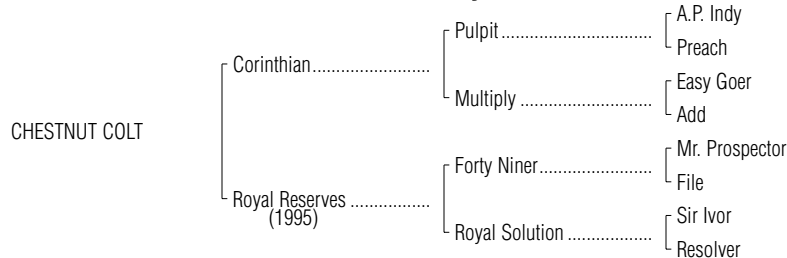 A.P. Indy
Pulpit................................
Preach
Corinthian.........................
Easy Goer
Multiply ............................
Add
CHESTNUT COLT
Mr. Prospector
Forty Niner........................
File
Royal Reserves .................
(1995)
Sir Ivor
Royal Solution ..................
Resolver